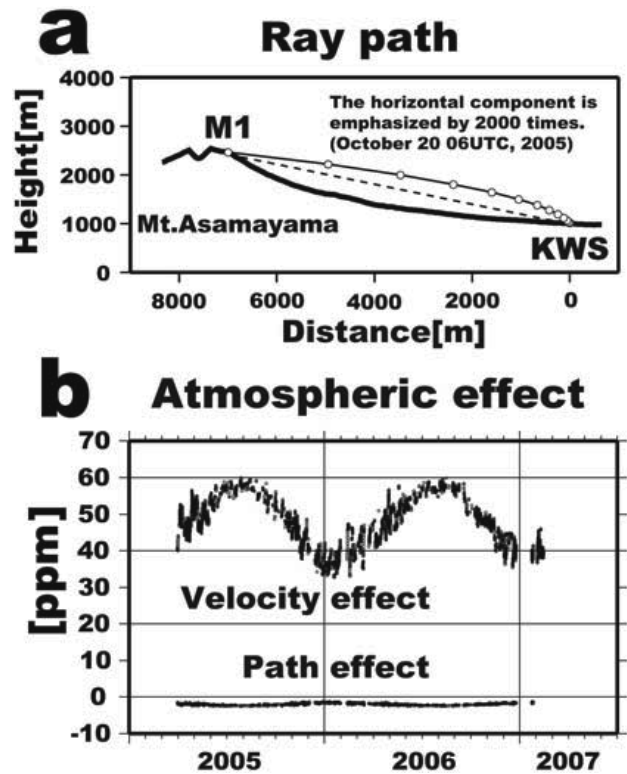 a Ray path
4000
3000
2000
1000
0
Height[m]
M1
The horizontal component is
emphasized by 2000 times.
(October 20 06UTC, 2005)
Mt.Asamayama
KWS
8000 6000 4000 2000 0
Distance[m]
b Atmospheric effect
70
60
50
40
30
20
10
0
-10
[ppm]
Velocity effect
Path effect
2005 2006 2007